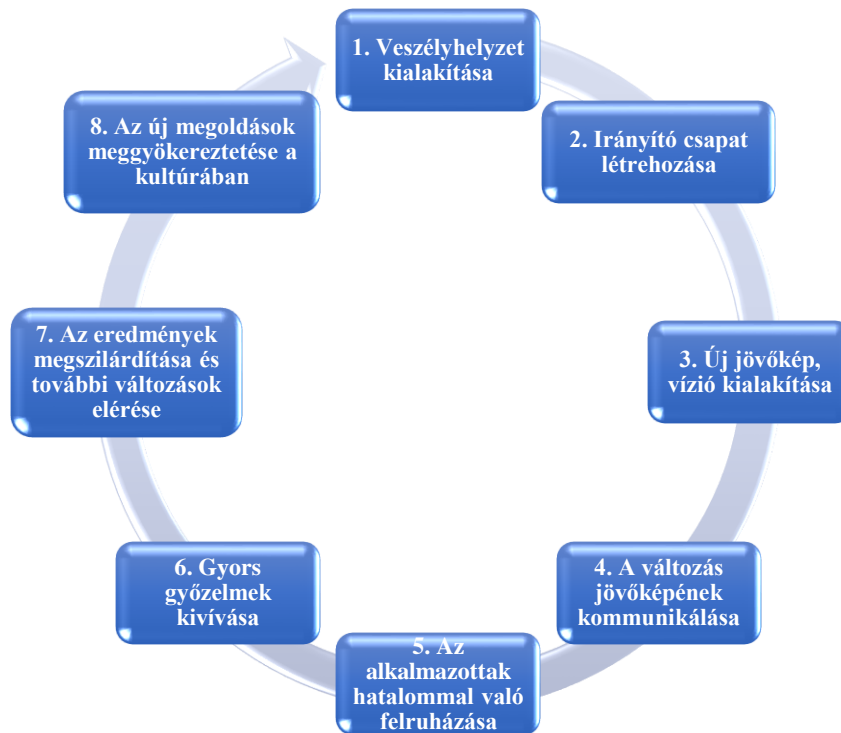 1. Veszélyhelyzet
kialakítása
2. Irányító csapat
létrehozása
3. Új jövőkép,
vízió kialakítása
4. A változás
jövőképének
kommunikálása
5. Az
alkalmazottak
hatalommal való
felruházása
6. Gyors
győzelmek
kivívása
7. Az eredmények
megszilárdítása és
további változások
elérése
8. Az új megoldások
meggyökereztetése a
kultúrában